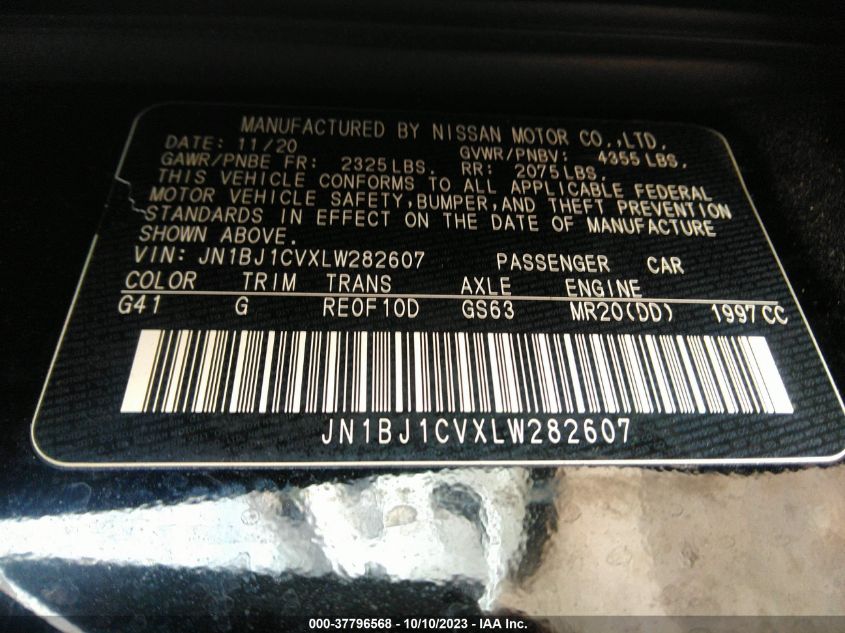 MANUFACTURED BY NISSAN MOTOR CO.,LTD.
DATE: 11/20 GVWR/PNBV: 4355 LBS.
GAWR/PNBE FR: 2325 LBS. RR: 2075 LBS.
THIS VEHICLE CONFORMS TO ALL APPLICABLE FEDERAL
MOTOR VEHICLE SAFETY,BUMPER,AND THEFT PREVENTION
STANDARDS IN EFFECT ON THE DATE OF MANUFACTURE
SHOWN ABOVE.
VIN: JN1BJ1CVXLW282607 PASSENGER CAR
COLOR TRIM TRANS AXLE ENGINE
G41 G RE0F10D GS63 MR20(DD) 1997CC
JN1BJ1CVXLW282607
000-37796568 - 10/10/2023 - IAA Inc.